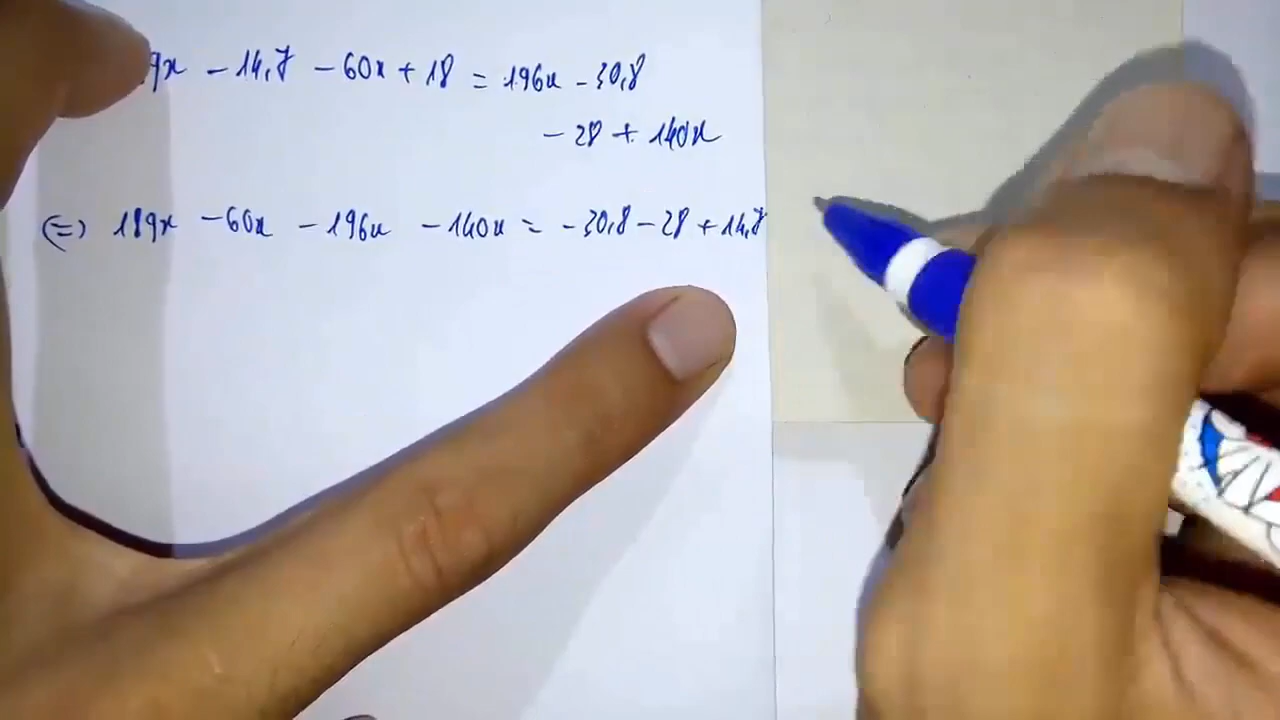 9x - 14,7 - 60x + 18 = 196x - 30,8
- 28 + 140x
(=) 189x - 60x - 196x - 140x = -30,8 - 28 + 14,7